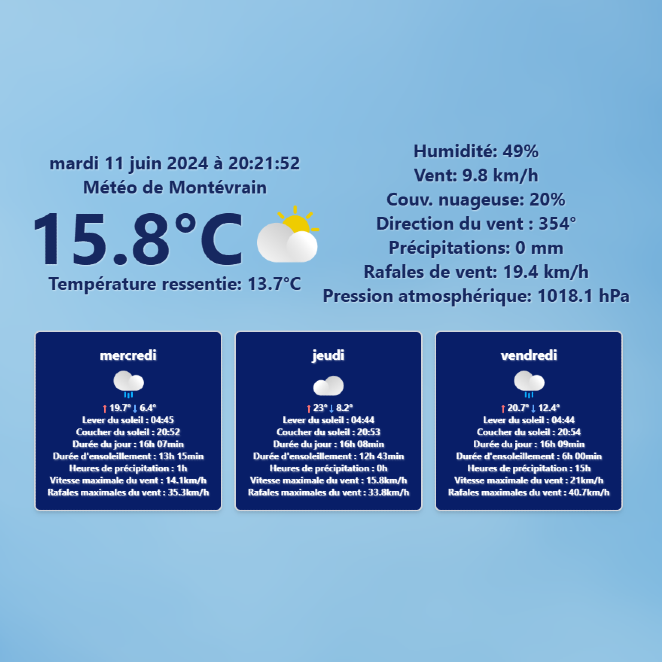 mardi 11 juin 2024 à 20:21:52
Météo de Montévrain
15.8°C
Température ressentie: 13.7°C
Humidité: 49%
Vent: 9.8 km/h
Couv. nuageuse: 20%
Direction du vent : 354°
Précipitations: 0 mm
Rafales de vent: 19.4 km/h
Pression atmosphérique: 1018.1 hPa
mercredi
↑ 19.7° ↓ 6.4°
Lever du soleil : 04:45
Coucher du soleil : 20:52
Durée du jour : 16h 07min
Durée d'ensoleillement : 13h 15min
Heures de précipitation : 1h
Vitesse maximale du vent : 14.1km/h
Rafales maximales du vent : 35.3km/h
jeudi
↑ 23° ↓ 8.2°
Lever du soleil : 04:44
Coucher du soleil : 20:53
Durée du jour : 16h 08min
Durée d'ensoleillement : 12h 43min
Heures de précipitation : 0h
Vitesse maximale du vent : 15.8km/h
Rafales maximales du vent : 33.8km/h
vendredi
↑ 20.7° ↓ 12.4°
Lever du soleil : 04:44
Coucher du soleil : 20:54
Durée du jour : 16h 09min
Durée d'ensoleillement : 6h 00min
Heures de précipitation : 15h
Vitesse maximale du vent : 21km/h
Rafales maximales du vent : 40.7km/h